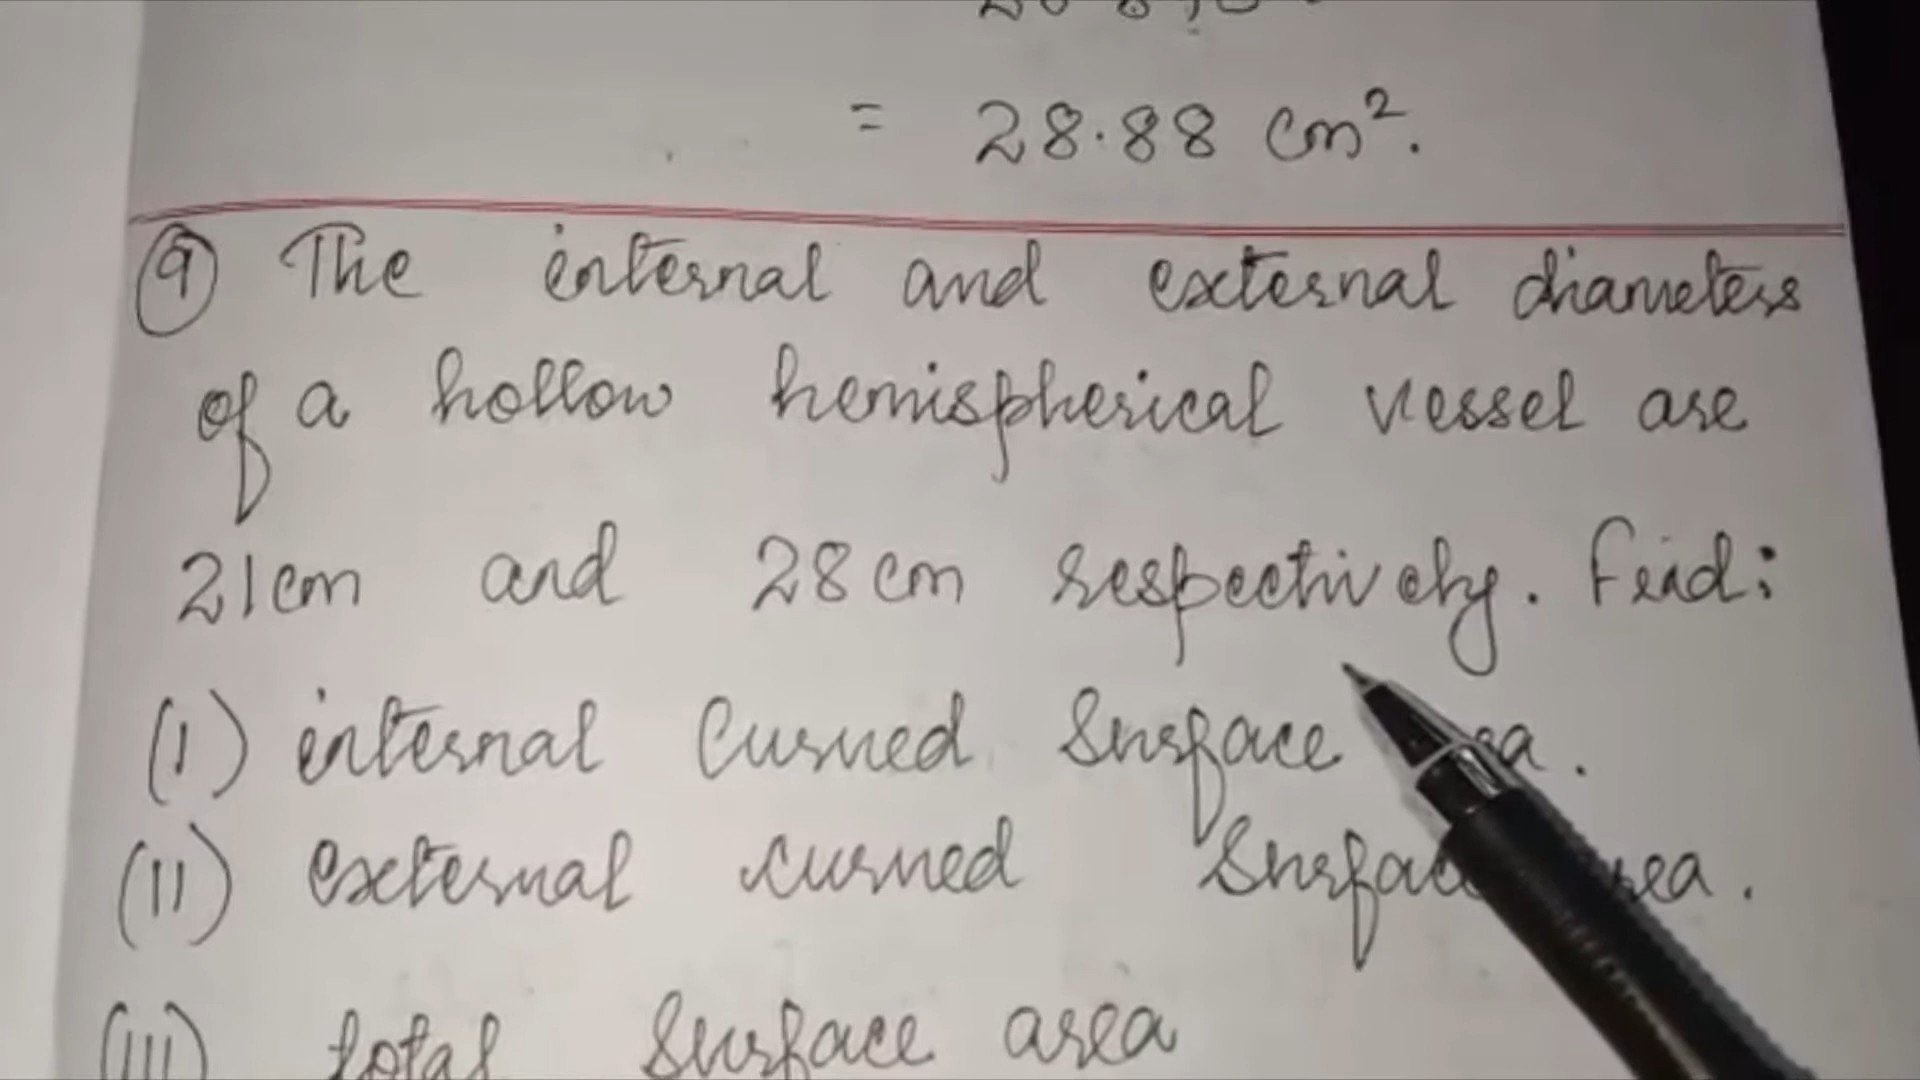 = 28.88 cm².
(9) The internal and external diameters
of a hollow hemispherical vessel are
21cm and 28cm respectively. Find:
(I) internal Curved Surface
(II) external curved
(III) total Surface area